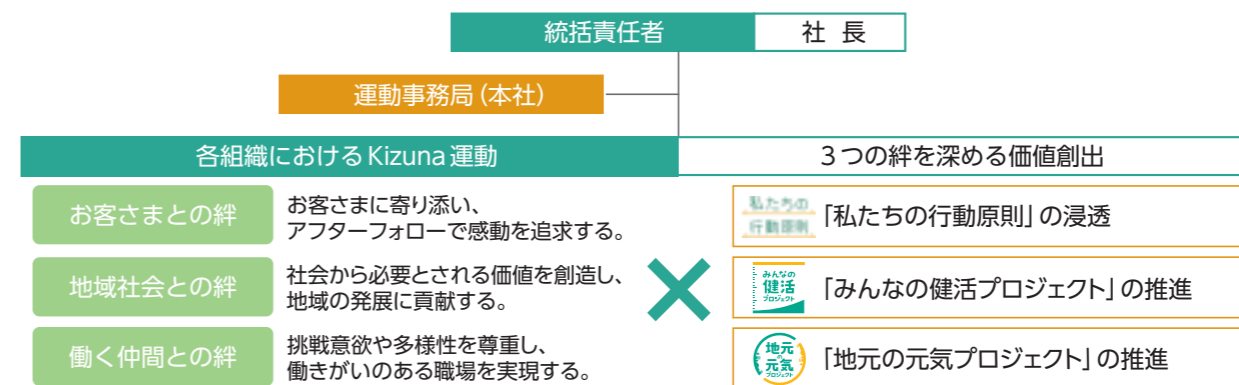 統括責任者 社 長
運動事務局（本社）
各組織におけるKizuna運動 3つの絆を深める価値創出
お客さまとの絆
お客さまに寄り添い、
アフターフォローで感動を追求する。
私たちの
行動原則
「私たちの行動原則」の浸透
地域社会との絆
社会から必要とされる価値を創造し、
地域の発展に貢献する。
みんなの
健活
プロジェクト
「みんなの健活プロジェクト」の推進
働く仲間との絆
挑戦意欲や多様性を尊重し、
働きがいのある職場を実現する。
地元
の
元気
プロジェクト
「地元の元気プロジェクト」の推進